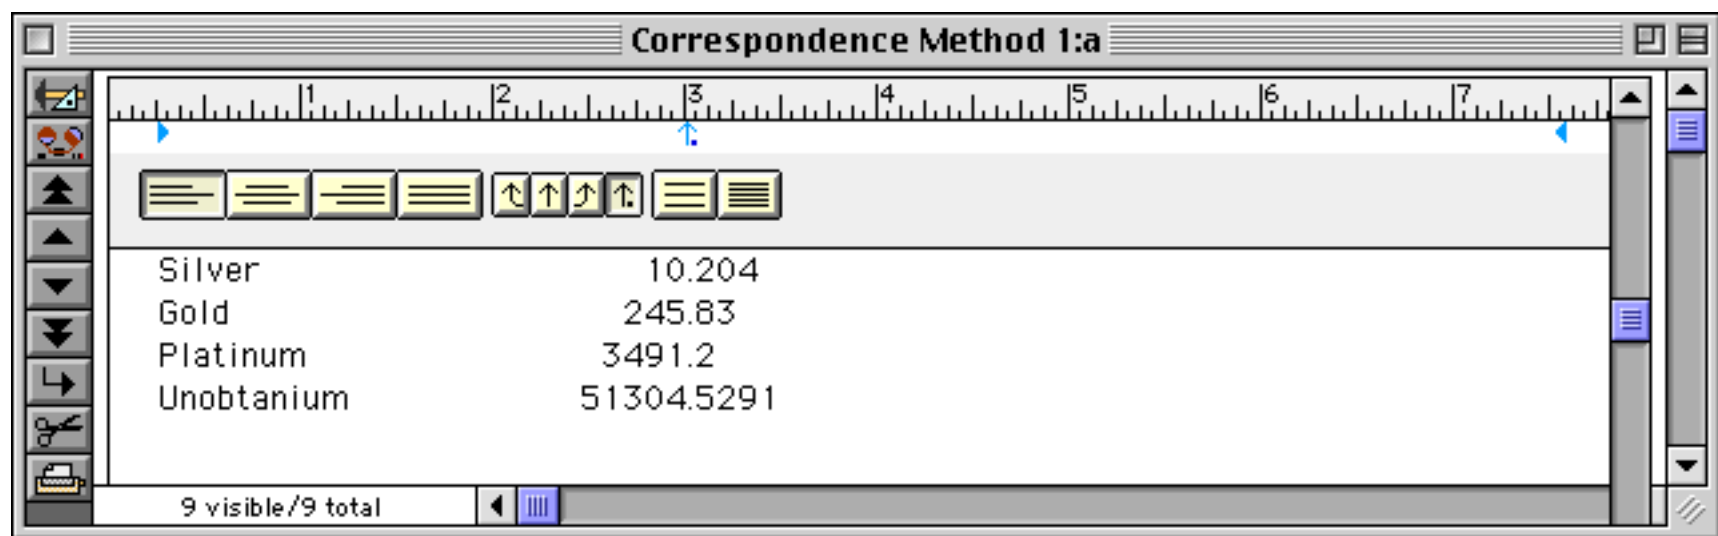 Correspondence Method 1:a
1 2 3 4 5 6 7
Silver 10.204
Gold 245.83
Platinum 3491.2
Unobtanium 51304.5291
9 visible/9 total